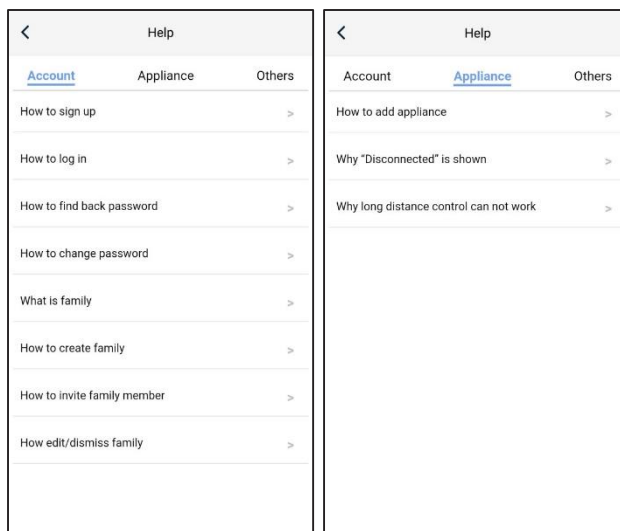 Help
Account Appliance Others
How to sign up >
How to log in >
How to find back password >
How to change password >
What is family >
How to create family >
How to invite family member >
How edit/dismiss family >
Help
Account Appliance Others
How to add appliance >
Why “Disconnected” is shown >
Why long distance control can not work >